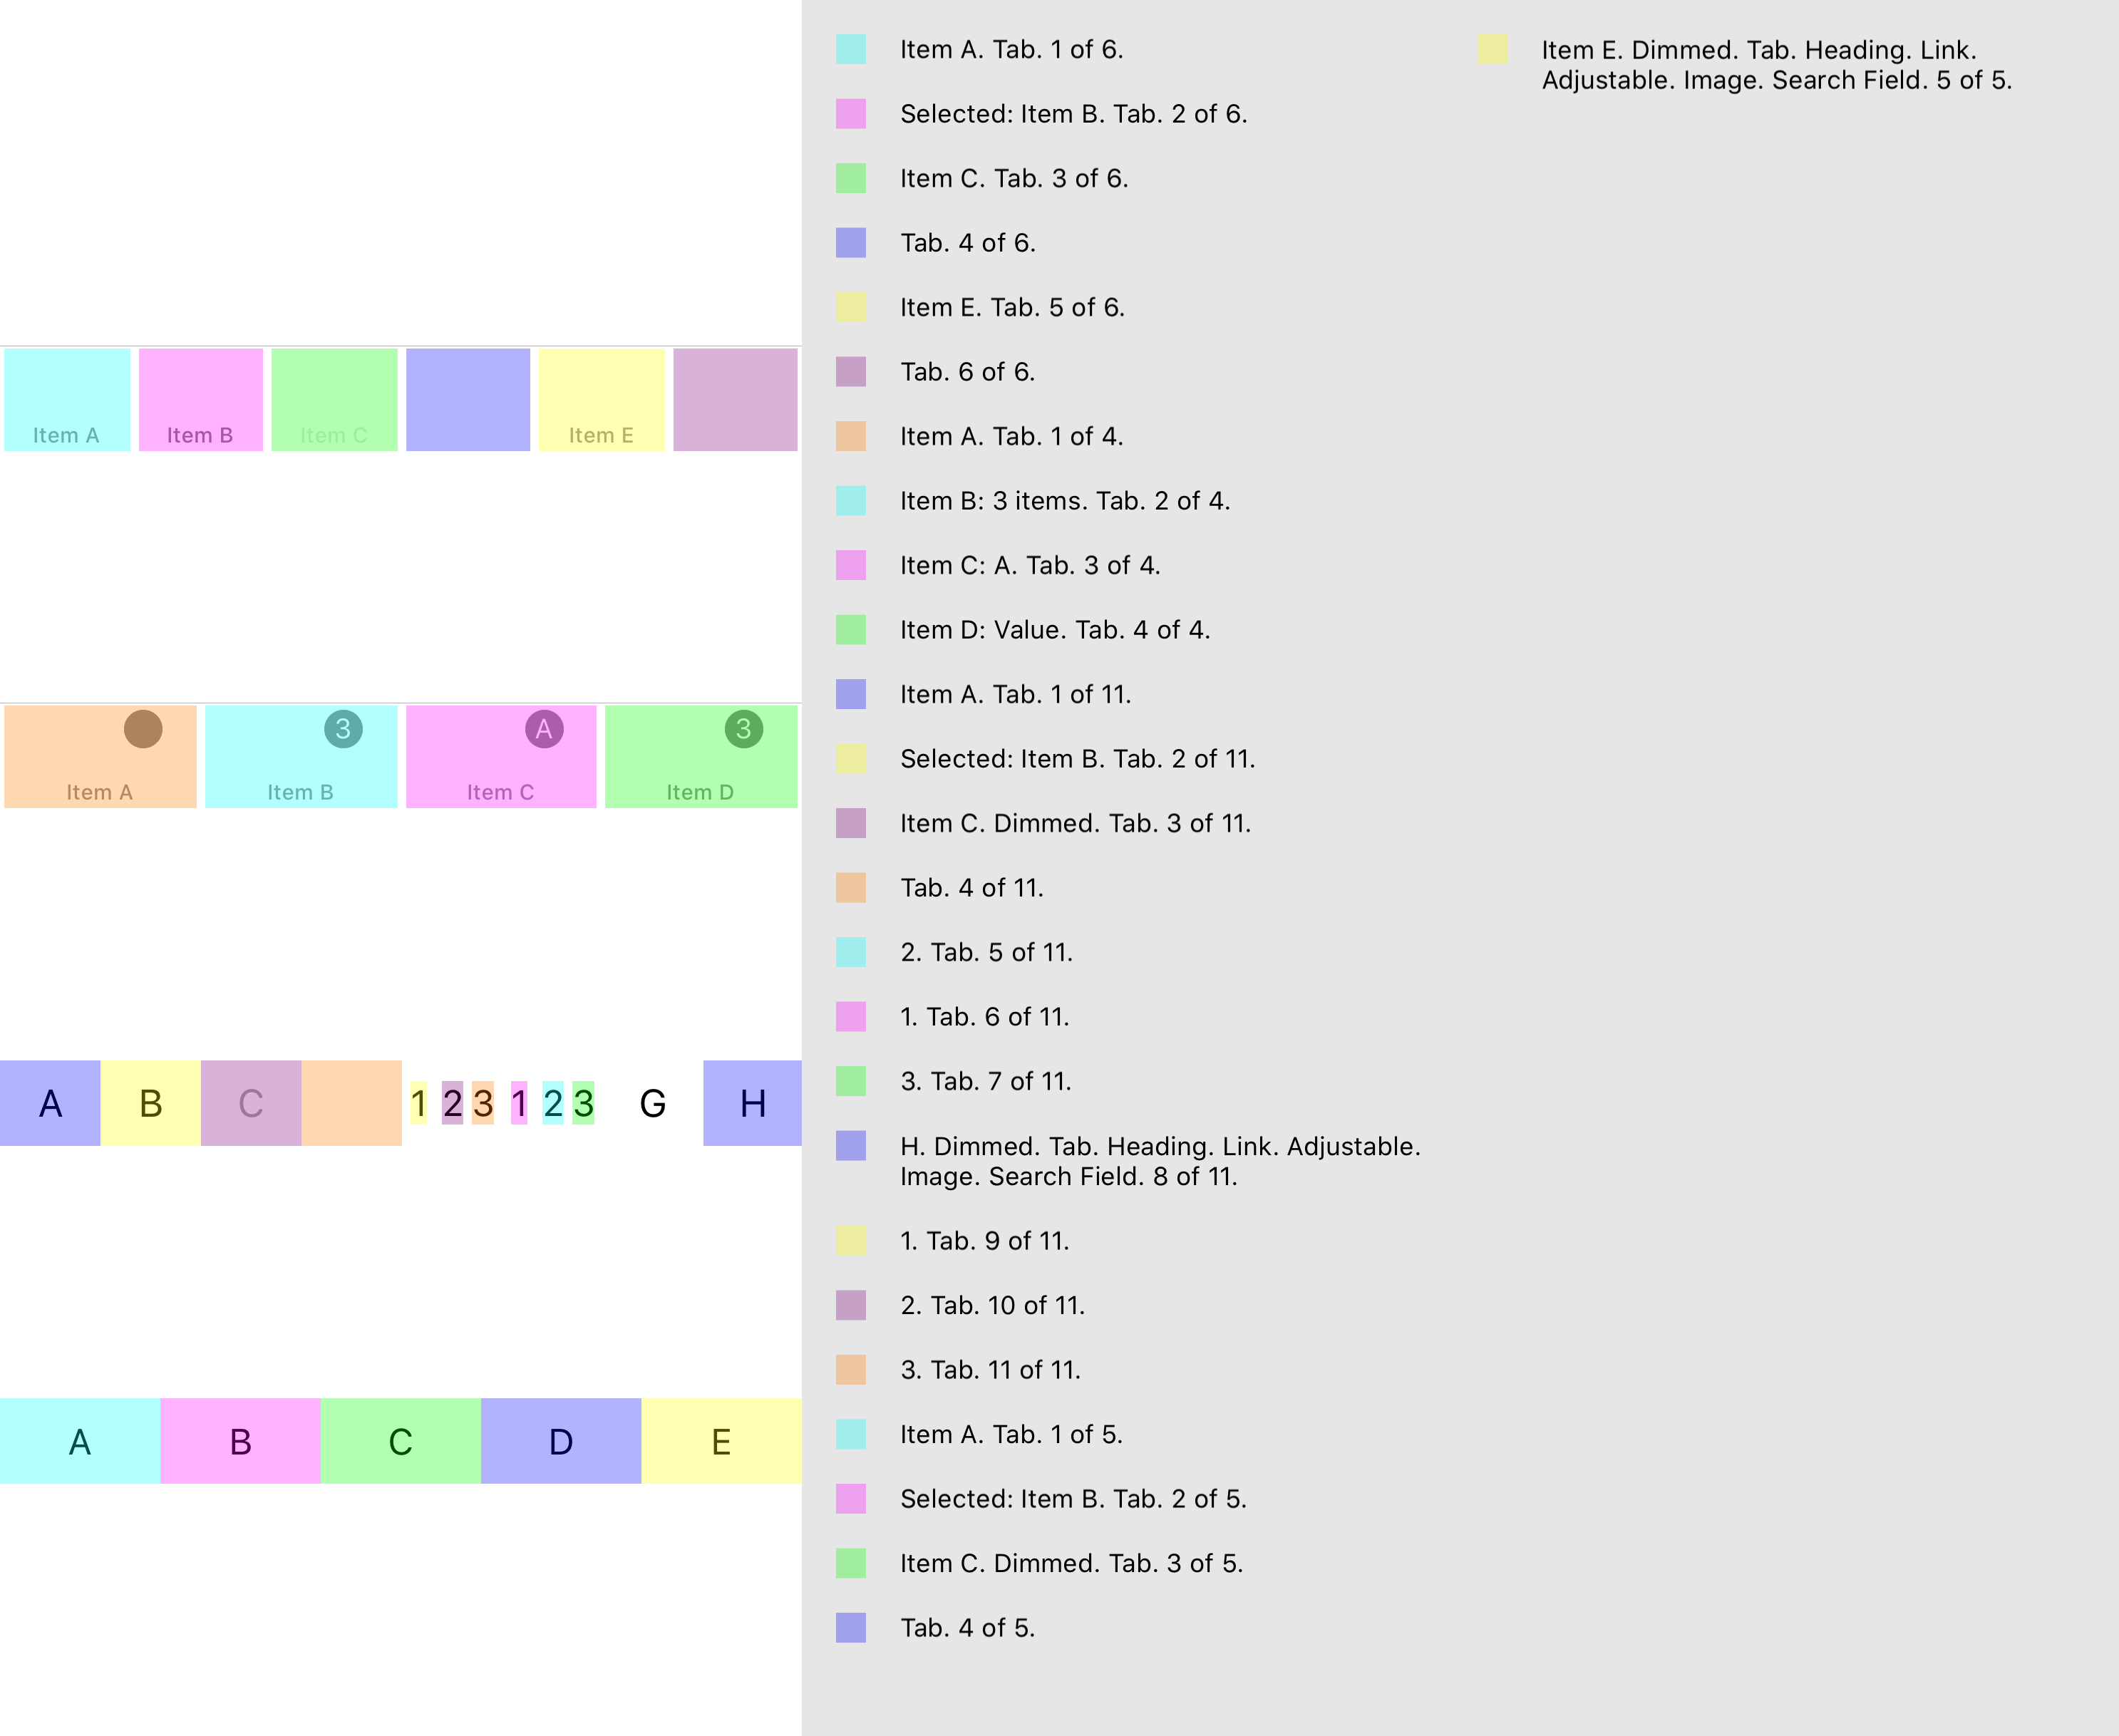 Item A Item B Item C Item E
3 A 3
Item A Item B Item C Item D
A B C 1 2 3 1 2 3 G H
A B C D E
Item A. Tab. 1 of 6.
Selected: Item B. Tab. 2 of 6.
Item C. Tab. 3 of 6.
Tab. 4 of 6.
Item E. Tab. 5 of 6.
Tab. 6 of 6.
Item A. Tab. 1 of 4.
Item B: 3 items. Tab. 2 of 4.
Item C: A. Tab. 3 of 4.
Item D: Value. Tab. 4 of 4.
Item A. Tab. 1 of 11.
Selected: Item B. Tab. 2 of 11.
Item C. Dimmed. Tab. 3 of 11.
Tab. 4 of 11.
2. Tab. 5 of 11.
1. Tab. 6 of 11.
3. Tab. 7 of 11.
H. Dimmed. Tab. Heading. Link. Adjustable.
Image. Search Field. 8 of 11.
1. Tab. 9 of 11.
2. Tab. 10 of 11.
3. Tab. 11 of 11.
Item A. Tab. 1 of 5.
Selected: Item B. Tab. 2 of 5.
Item C. Dimmed. Tab. 3 of 5.
Tab. 4 of 5.
Item E. Dimmed. Tab. Heading. Link.
Adjustable. Image. Search Field. 5 of 5.